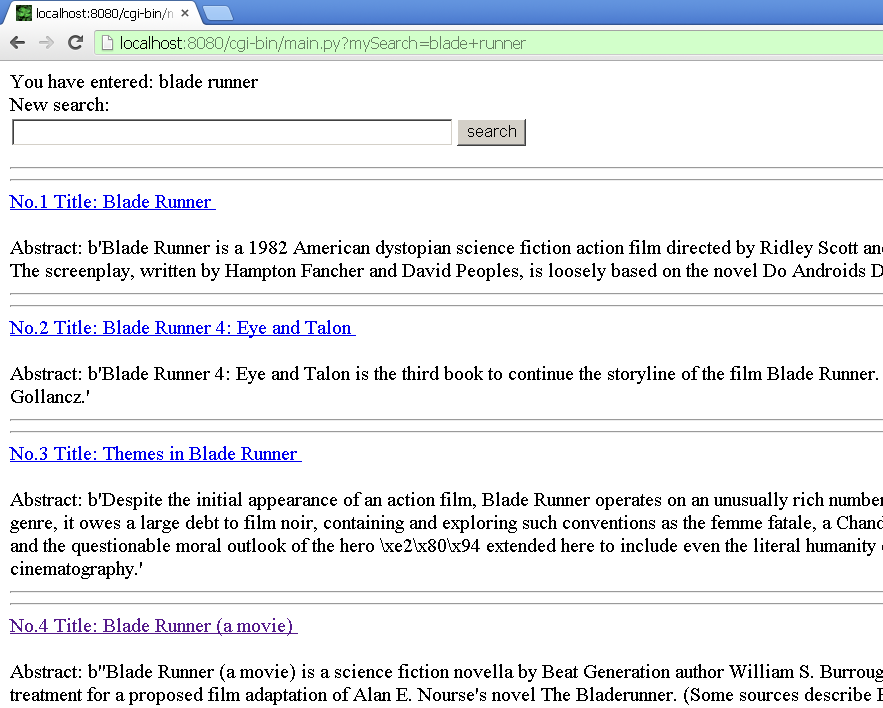 localhost:8080/cgi-bin/n
localhost:8080/cgi-bin/main.py?mySearch=blade+runner
You have entered: blade runner
New search:
search
No.1 Title: Blade Runner
Abstract: b'Blade Runner is a 1982 American dystopian science fiction action film directed by Ridley Scott and
The screenplay, written by Hampton Fancher and David Peoples, is loosely based on the novel Do Androids D
No.2 Title: Blade Runner 4: Eye and Talon
Abstract: b'Blade Runner 4: Eye and Talon is the third book to continue the storyline of the film Blade Runner.
Gollancz.'
No.3 Title: Themes in Blade Runner
Abstract: b'Despite the initial appearance of an action film, Blade Runner operates on an unusually rich number
genre, it owes a large debt to film noir, containing and exploring such conventions as the femme fatale, a Chand
and the questionable moral outlook of the hero \xe2\x80\x94 extended here to include even the literal humanity
cinematography.'
No.4 Title: Blade Runner (a movie)
Abstract: b"Blade Runner (a movie) is a science fiction novella by Beat Generation author William S. Burroug
treatment for a proposed film adaptation of Alan E. Nourse's novel The Bladerunner. (Some sources describe